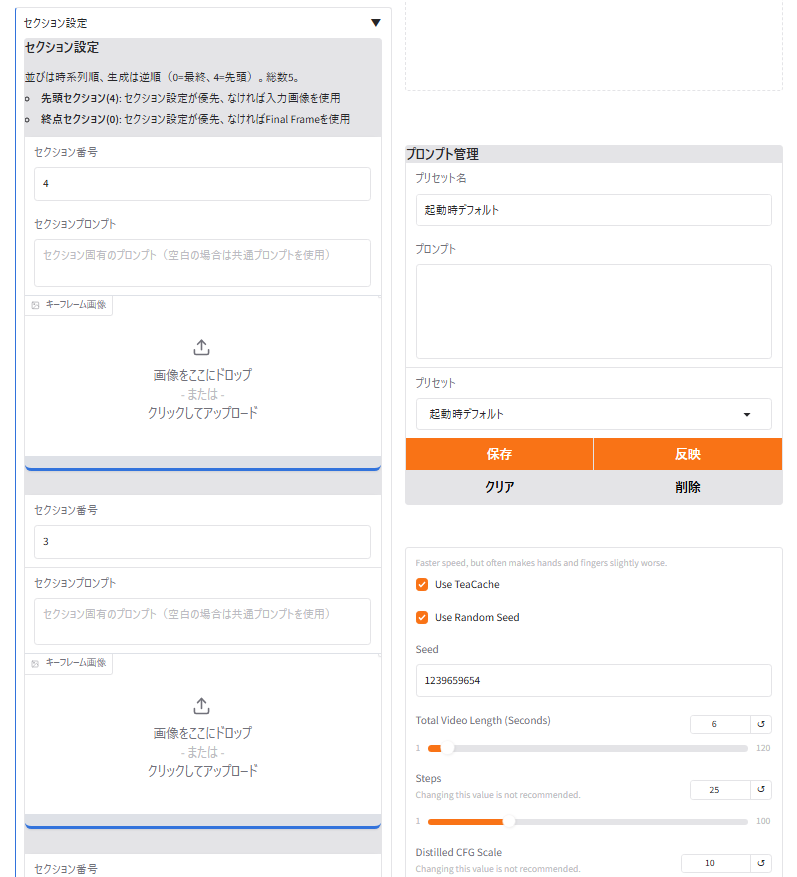 セクション設定
セクション設定
並びは時系列順、生成は逆順（0=最終、4=先頭）。総数5。
先頭セクション(4): セクション設定が優先、なければ入力画像を使用
終点セクション(0): セクション設定が優先、なければFinal Frameを使用
セクション番号
4
セクションプロンプト
セクション固有のプロンプト（空白の場合は共通プロンプトを使用）
キーフレーム画像
画像をここにドロップ
- または -
クリックしてアップロード
セクション番号
3
セクションプロンプト
セクション固有のプロンプト（空白の場合は共通プロンプトを使用）
キーフレーム画像
画像をここにドロップ
- または -
クリックしてアップロード
セクション番号
プロンプト管理
プリセット名
起動時デフォルト
プロンプト
プリセット
起動時デフォルト
保存
反映
クリア
削除
Faster speed, but often makes hands and fingers slightly worse.
Use TeaCache
Use Random Seed
Seed
1239659654
Total Video Length (Seconds)
6
1
120
Steps
Changing this value is not recommended.
25
1
100
Distilled CFG Scale
Changing this value is not recommended.
10